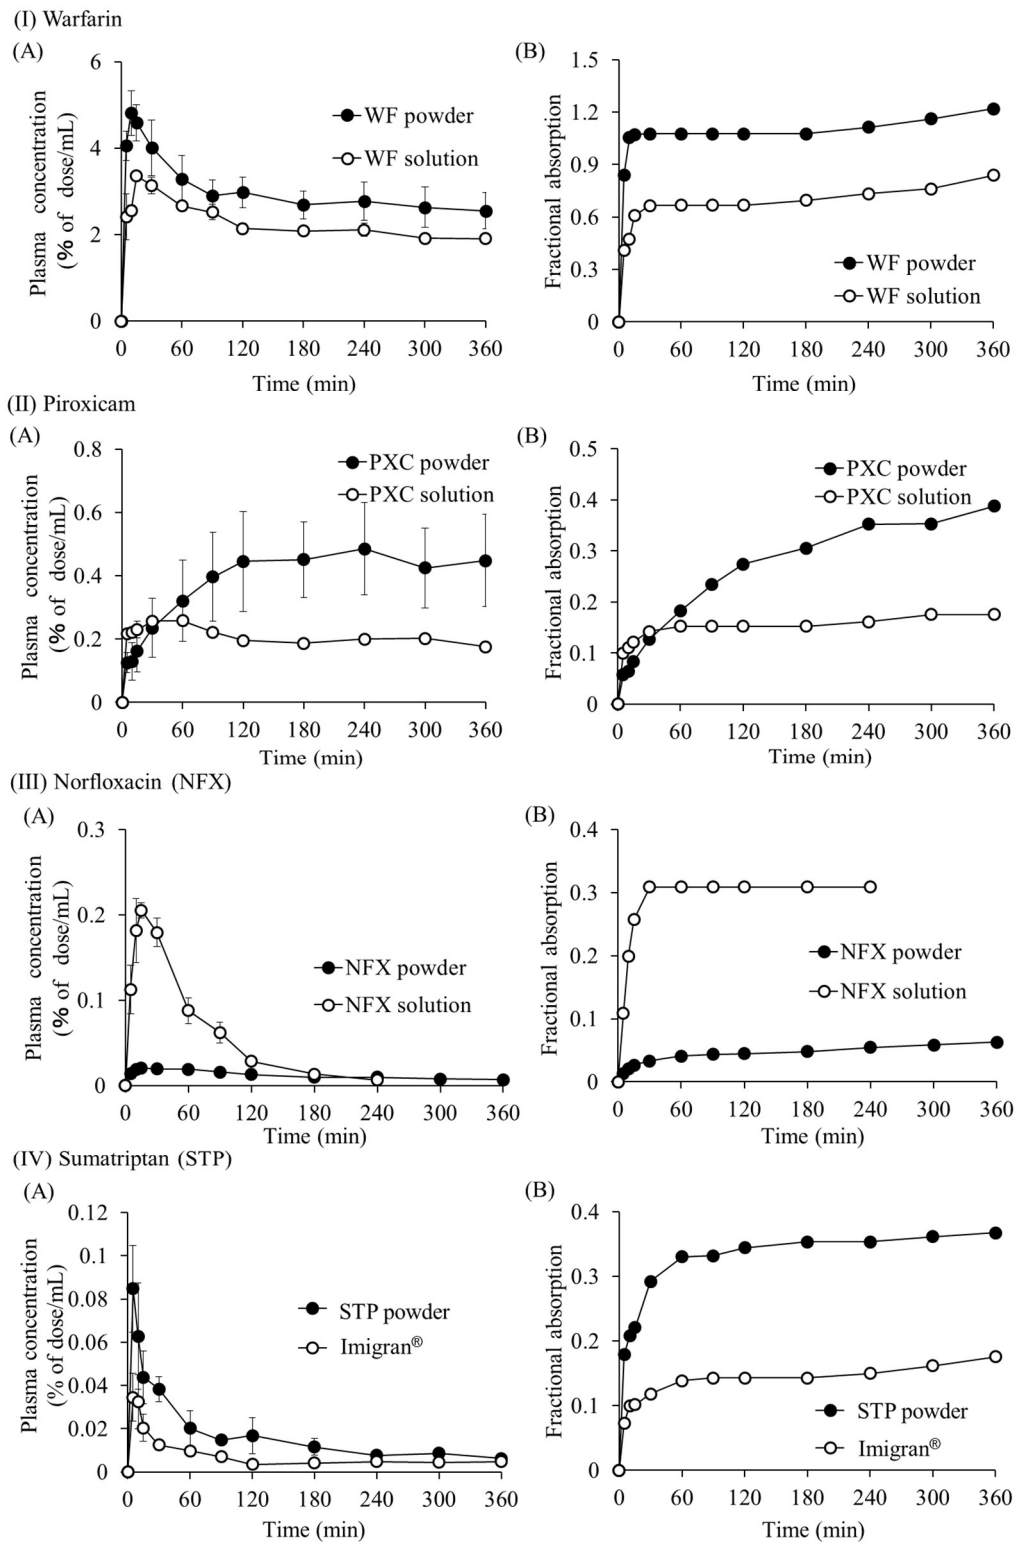 (I) Warfarin
(A)
6
4
2
0
0 60 120 180 240 300 360
Plasma concentration
(% of dose/mL)
WF powder
WF solution
Time (min)
(B)
1.5
1.2
0.9
0.6
0.3
0
0 60 120 180 240 300 360
Fractional absorption
WF powder
WF solution
Time (min)
(II) Piroxicam
(A)
0.8
0.6
0.4
0.2
0
0 60 120 180 240 300 360
Plasma concentration
(% of dose/mL)
PXC powder
PXC solution
Time (min)
(B)
0.5
0.4
0.3
0.2
0.1
0
0 60 120 180 240 300 360
Fractional absorption
PXC powder
PXC solution
Time (min)
(III) Norfloxacin (NFX)
(A)
0.3
0.2
0.1
0
0 60 120 180 240 300 360
Plasma concentration
(% of dose/mL)
NFX powder
NFX solution
Time (min)
(B)
0.4
0.3
0.2
0.1
0
0 60 120 180 240 300 360
Fractional absorption
NFX powder
NFX solution
Time (min)
(IV) Sumatriptan (STP)
(A)
0.12
0.1
0.08
0.06
0.04
0.02
0
0 60 120 180 240 300 360
Plasma concentration
(% of dose/mL)
STP powder
Imigran®
Time (min)
(B)
0.4
0.3
0.2
0.1
0
0 60 120 180 240 300 360
Fractional absorption
STP powder
Imigran®
Time (min)